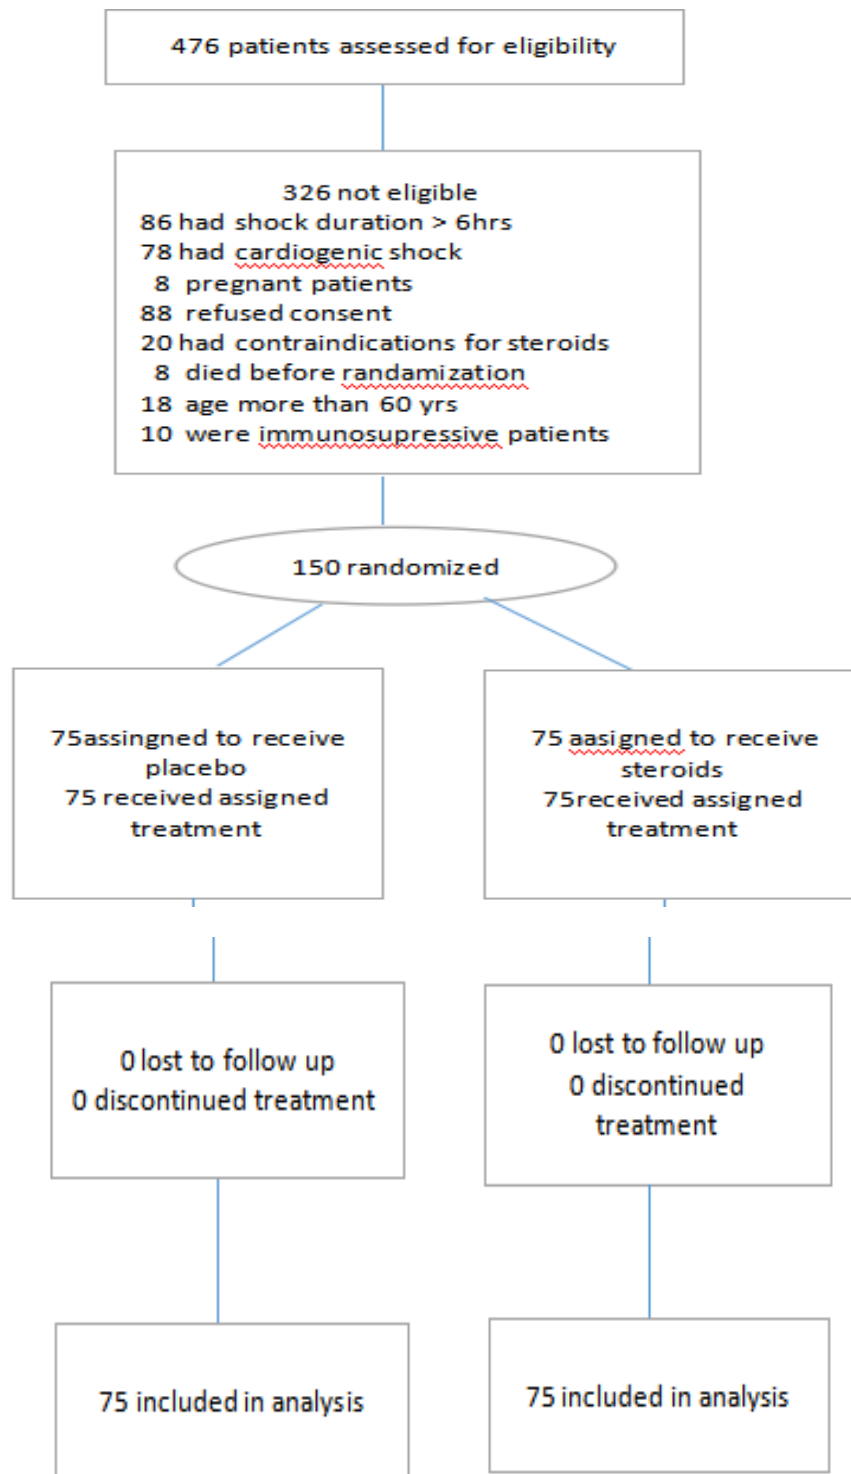 476 patients assessed for eligibility
326 not eligible
86 had shock duration > 6hrs
78 had cardiogenic shock
8 pregnant patients
88 refused consent
20 had contraindications for steroids
8 died before randamization
18 age more than 60 yrs
10 were immunosupressive patients
150 randomized
75assingned to receive
placebo
75 received assigned
treatment
75 aasigned to receive
steroids
75received assigned
treatment
0 lost to follow up
0 discontinued treatment
0 lost to follow up
0 discontinued
treatment
75 included in analysis
75 included in analysis